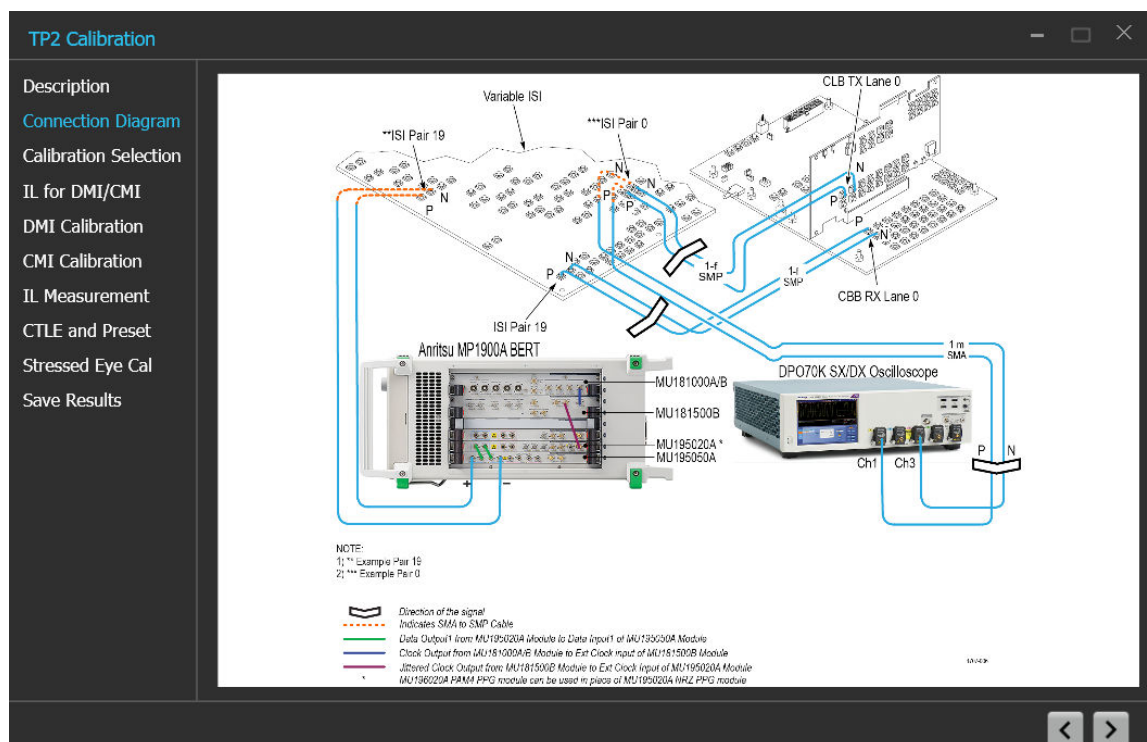 TP2 Calibration
Description
Connection Diagram
Calibration Selection
IL for DMI/CMI
DMI Calibration
CMI Calibration
IL Measurement
CTLE and Preset
Stressed Eye Cal
Save Results
CLB TX Lane 0
Variable ISI
***ISI Pair 0
**ISI Pair 19
N
N
N
N
P
P
P
P
P
N
N
P
1-f
SMP
1-f
SMP
CBB RX Lane 0
ISI Pair 19
1 m
SMA
Anritsu MP1900A BERT
DPO70K SX/DX Oscilloscope
MU181000A/B
MU181500B
MU195020A *
MU195050A
P N
Ch1 Ch3
+ −
NOTE:
1) ** Example Pair 19
2) *** Example Pair 0
Direction of the signal
Indicates SMA to SMP Cable
Data Output1 from MU195020A Module to Data Input1 of MU195050A Module
Clock Output from MU181000A/B Module to Ext Clock input of MU181500B Module
Jittered Clock Output from MU181500B Module to Ext Clock Input of MU195020A Module
* MU196020A PAM4 PPG module can be used in place of MU195020A NRZ PPG module